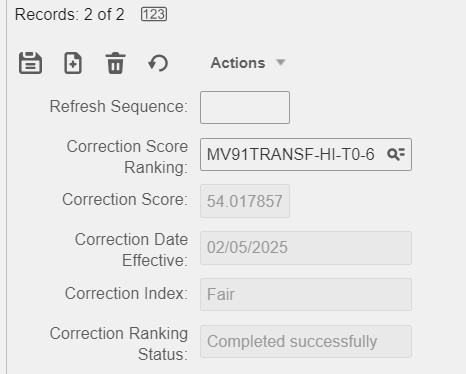 Records: 2 of 2 123
Actions
Refresh Sequence:
Correction Score
Ranking: MV91TRANSF-HI-T0-6
Correction Score: 54.017857
Correction Date
Effective: 02/05/2025
Correction Index: Fair
Correction Ranking
Status: Completed successfully